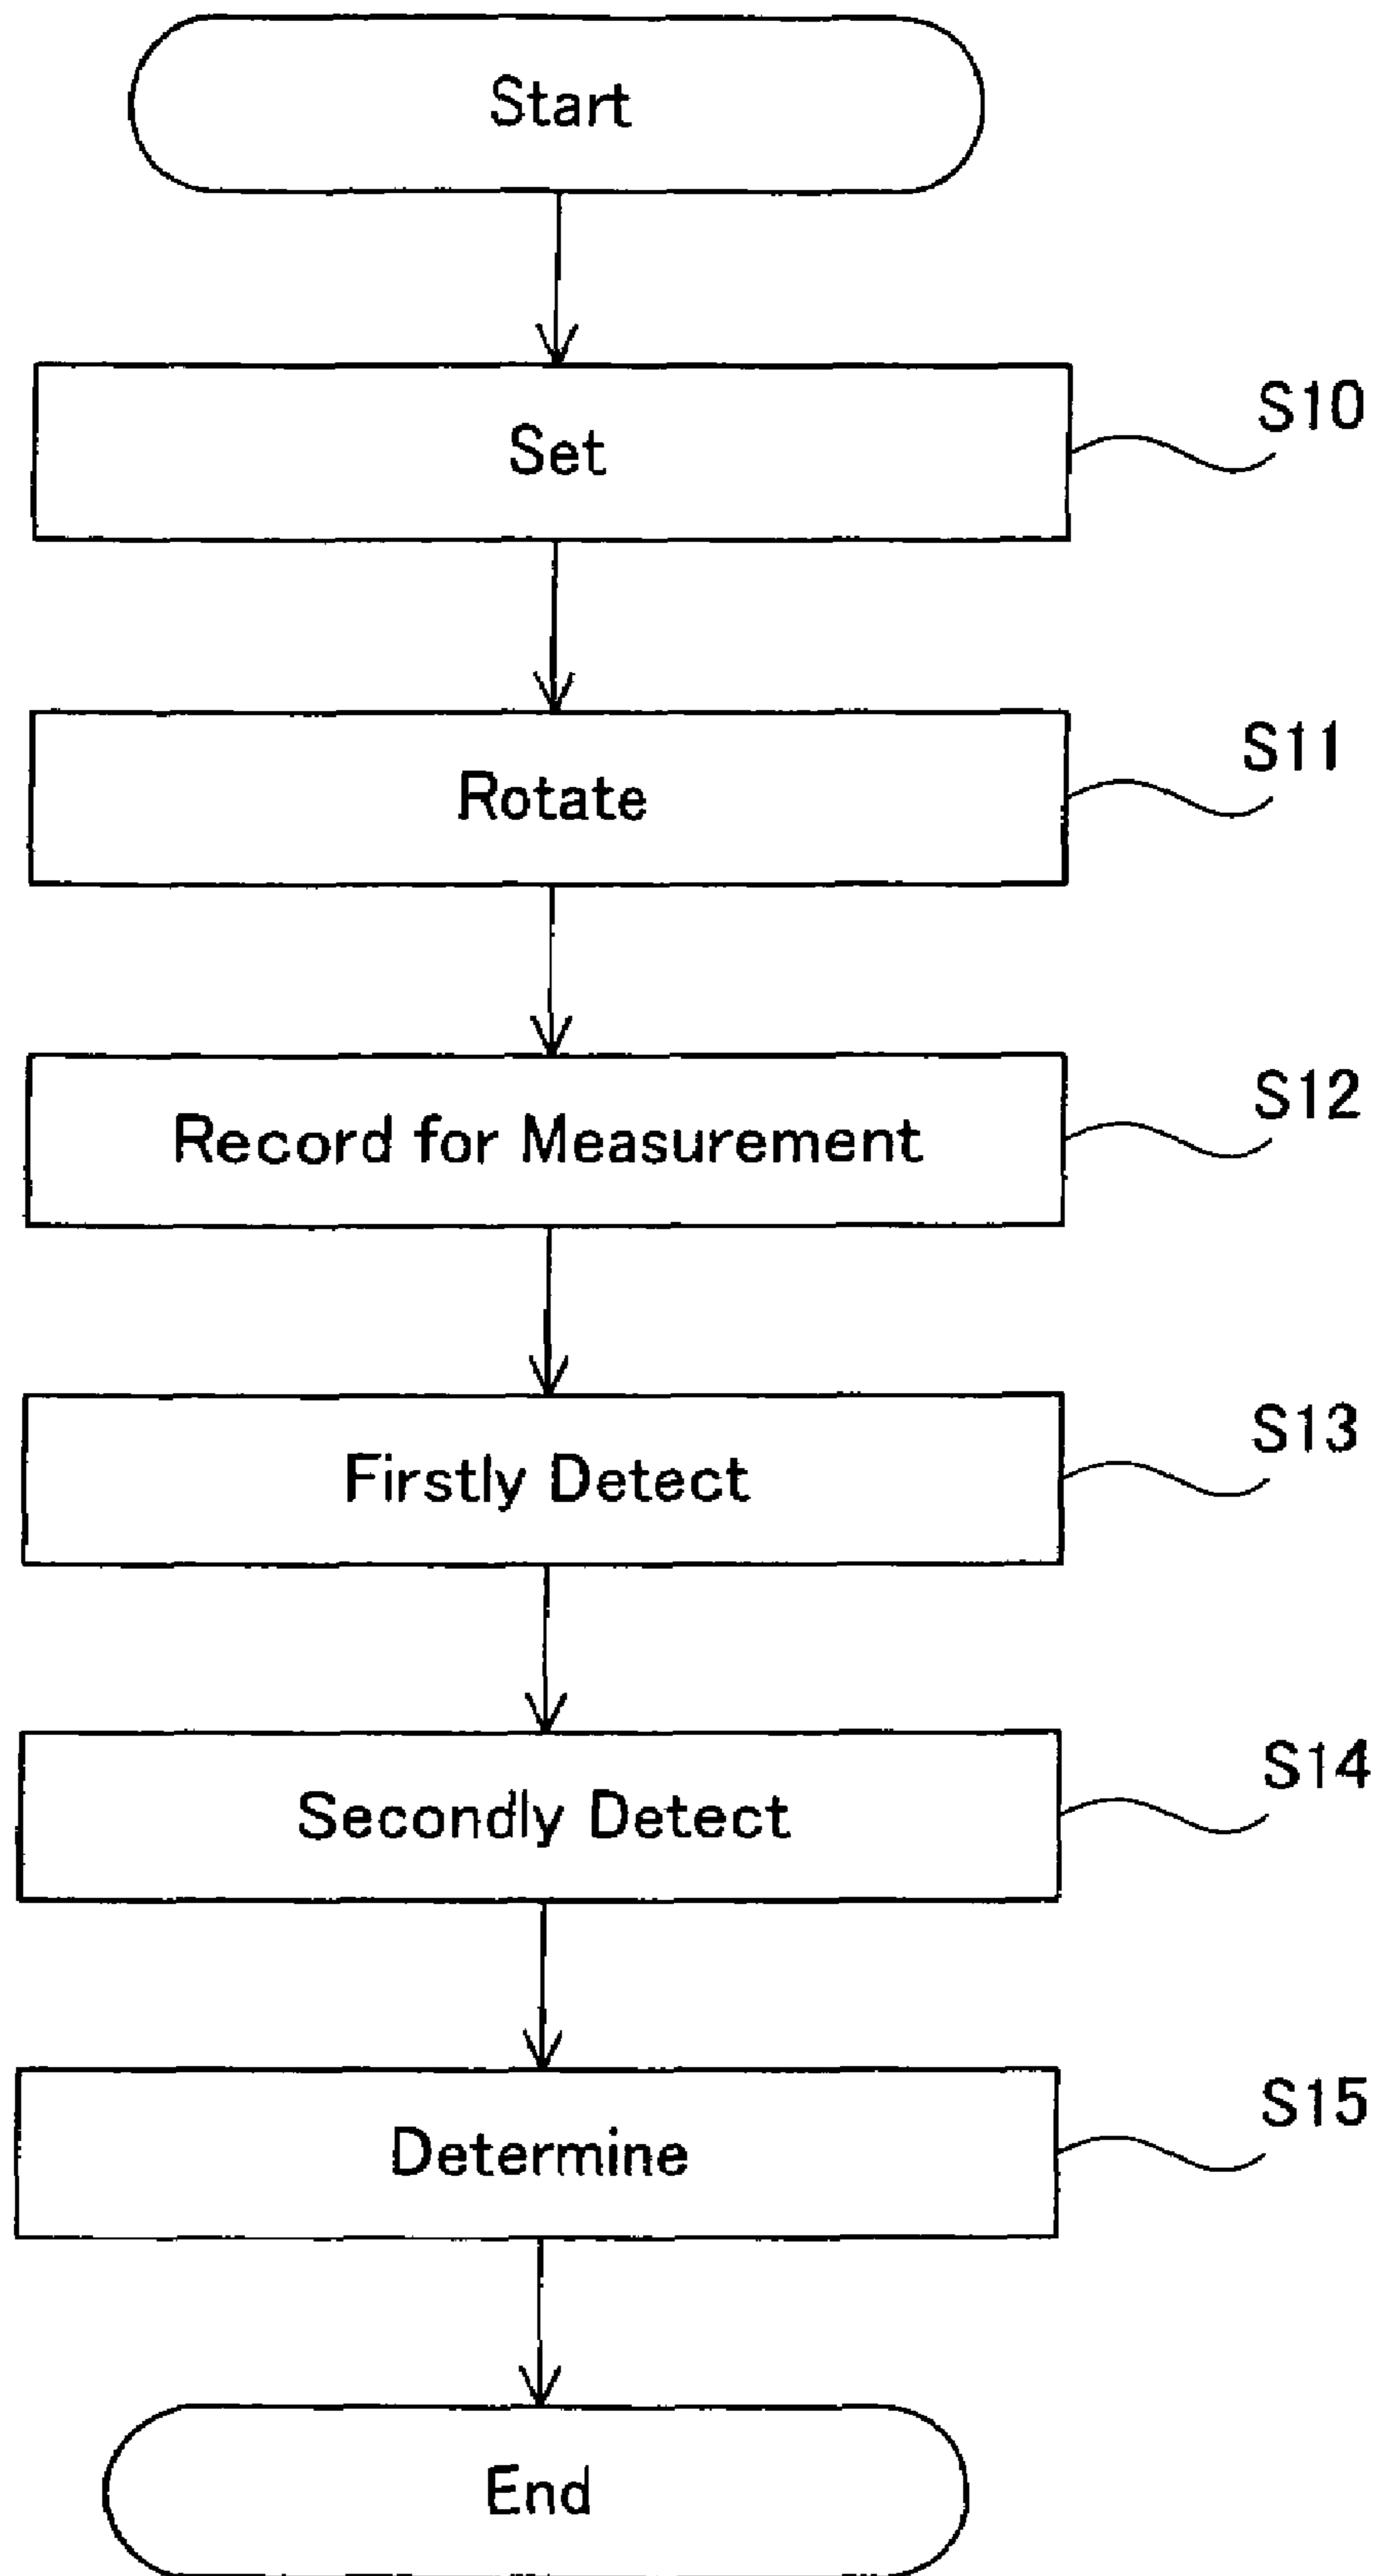 Start
Set
S10
Rotate
S11
Record for Measurement
S12
Firstly Detect
S13
Secondly Detect
S14
Determine
S15
End